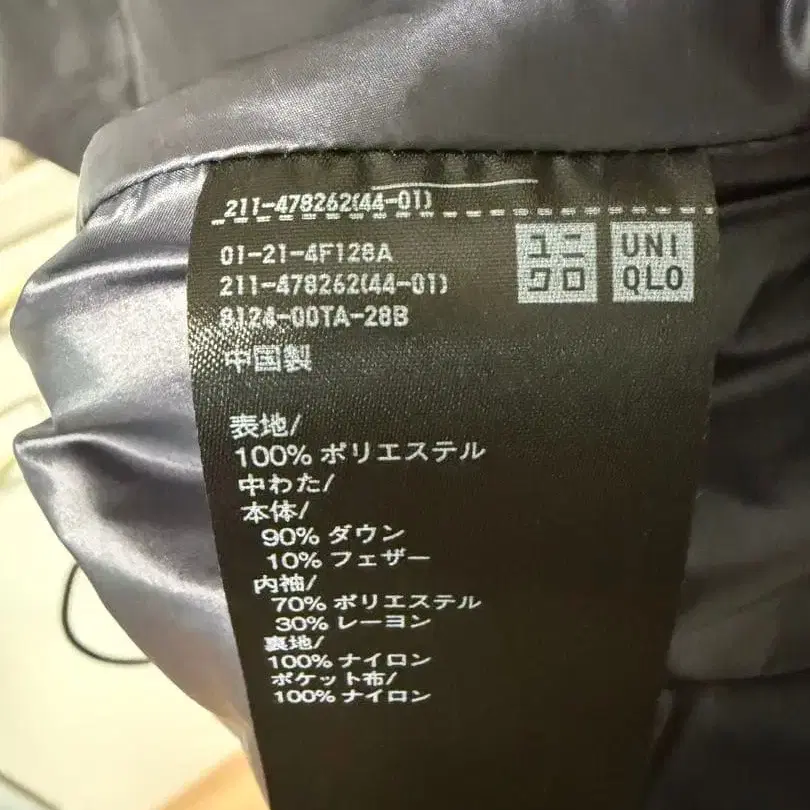 211-478262(44-01)
01-21-4F128A
211-478262(44-01)
8124-00TA-28B
ユニ
クロ
UNI
QLO
中国製
表地/
100% ポリエステル
中わた/
本体/
90% ダウン
10% フェザー
内袖/
70% ポリエステル
30% レーヨン
裏地/
100% ナイロン
ポケット布/
100% ナイロン